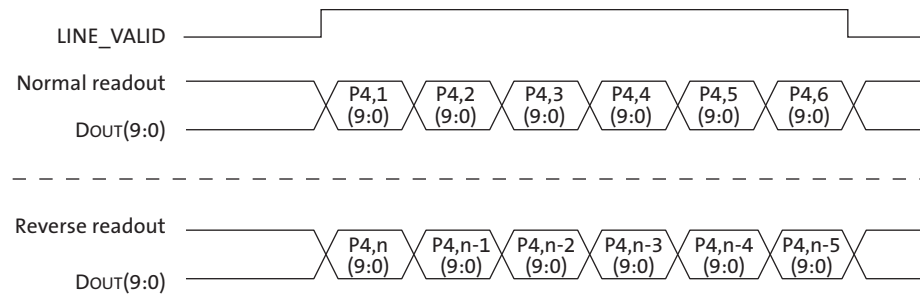 LINE_VALID
Normal readout
P4,1 P4,2 P4,3 P4,4 P4,5 P4,6
(9:0) (9:0) (9:0) (9:0) (9:0) (9:0)
DOUT(9:0)
Reverse readout
P4,n P4,n-1 P4,n-2 P4,n-3 P4,n-4 P4,n-5
(9:0) (9:0) (9:0) (9:0) (9:0) (9:0)
DOUT(9:0)